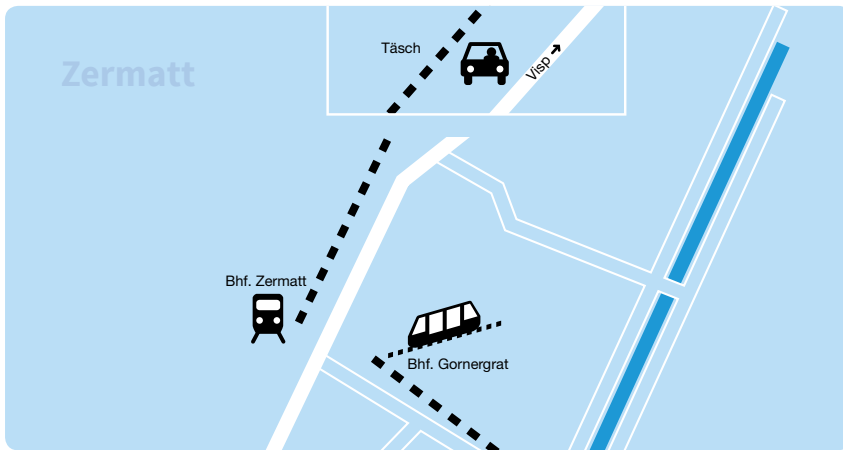 Täsch
Visp
Zermatt
Bhf. Zermatt
Bhf. Gornergrat